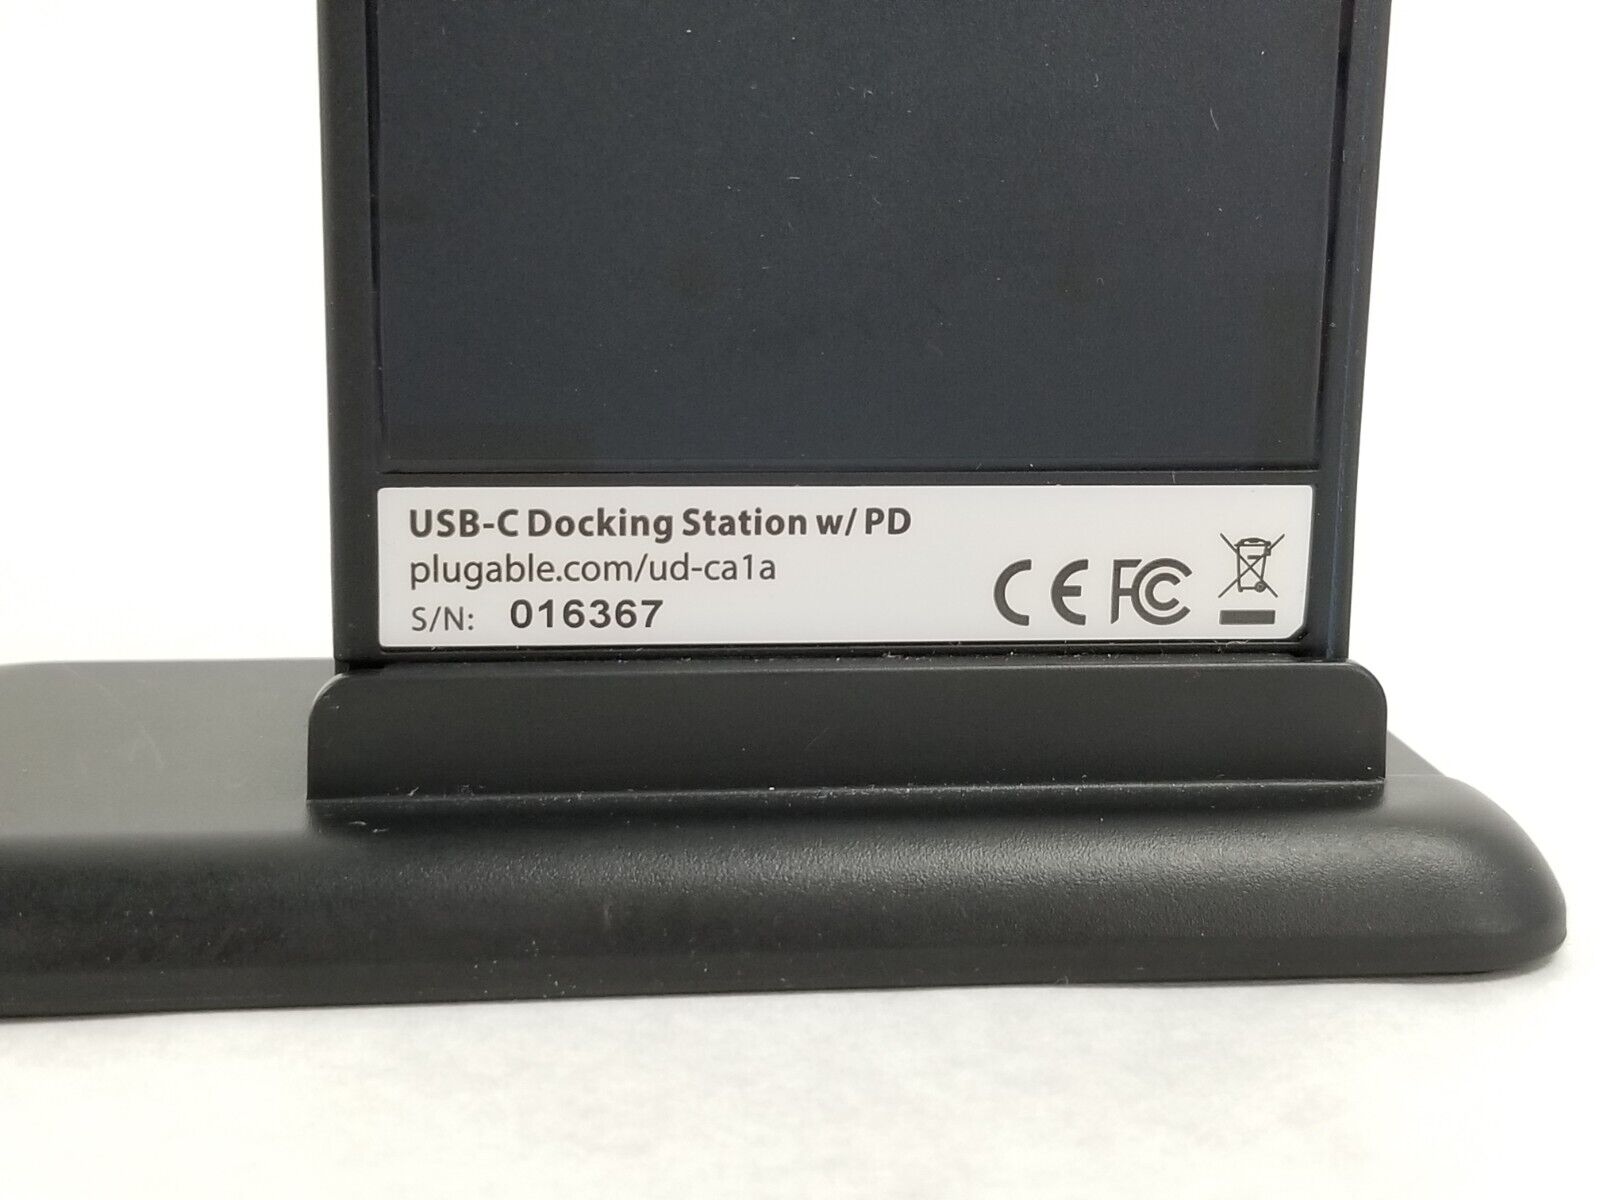 USB-C Docking Station w/ PD
plugable.com/ud-ca1a
S/N: 016367
CE FC